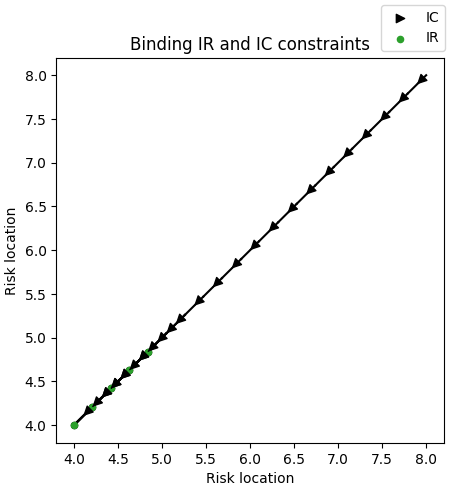 IC
IR
Binding IR and IC constraints
8.0
7.5
7.0
6.5
6.0
5.5
5.0
4.5
4.0
Risk location
4.0 4.5 5.0 5.5 6.0 6.5 7.0 7.5 8.0
Risk location